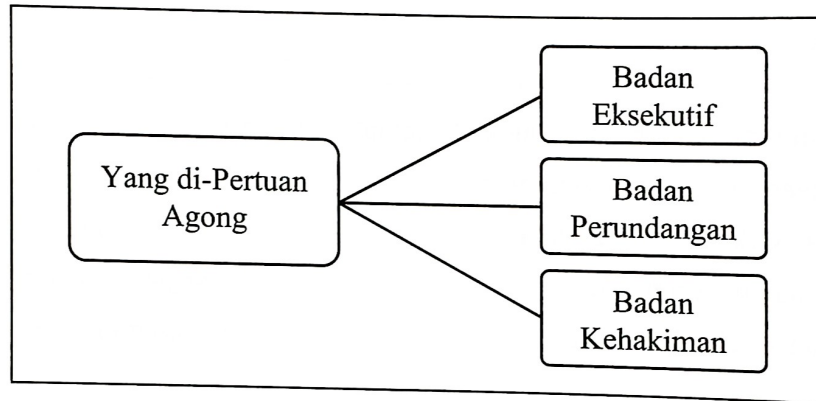 Yang di-Pertuan
Agong
Badan
Eksekutif
Badan
Perundangan
Badan
Kehakiman